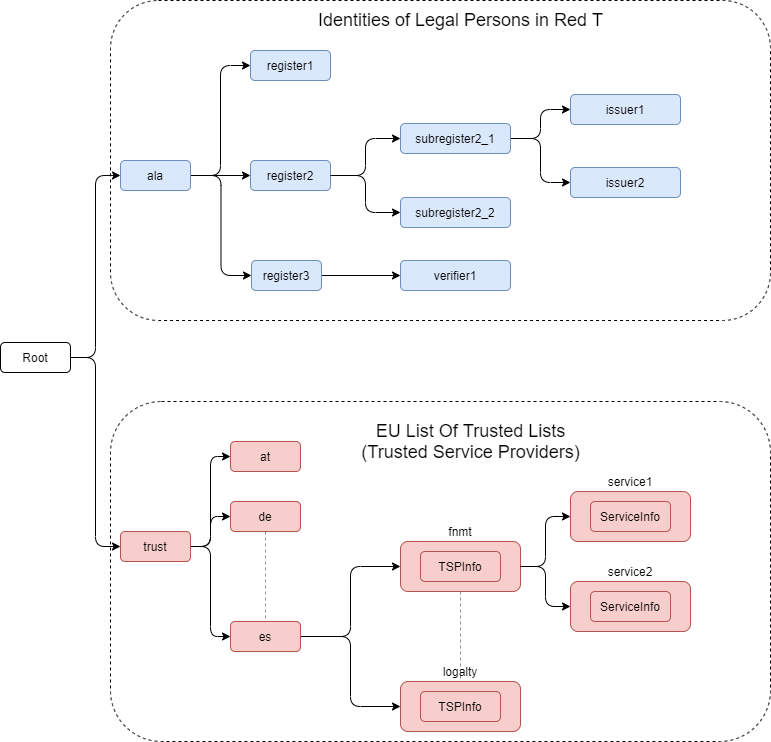 Identities of Legal Persons in Red T
register1
issuer1
subregister2_1
ala
register2
issuer2
subregister2_2
register3
verifier1
Root
EU List Of Trusted Lists
(Trusted Service Providers)
at
service1
de
ServiceInfo
fnmt
trust
TSPInfo
service2
ServiceInfo
es
logalty
TSPInfo